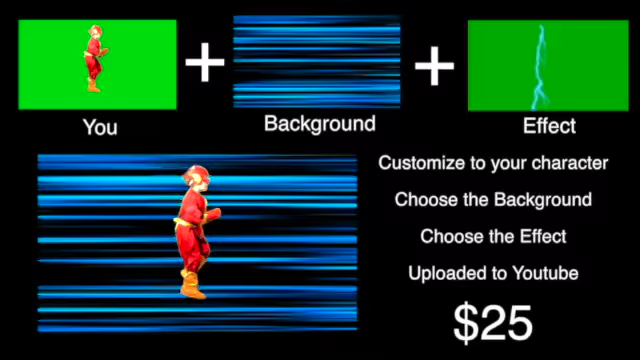 You
Background
Effect
Customize to your character
Choose the Background
Choose the Effect
Uploaded to Youtube
$25